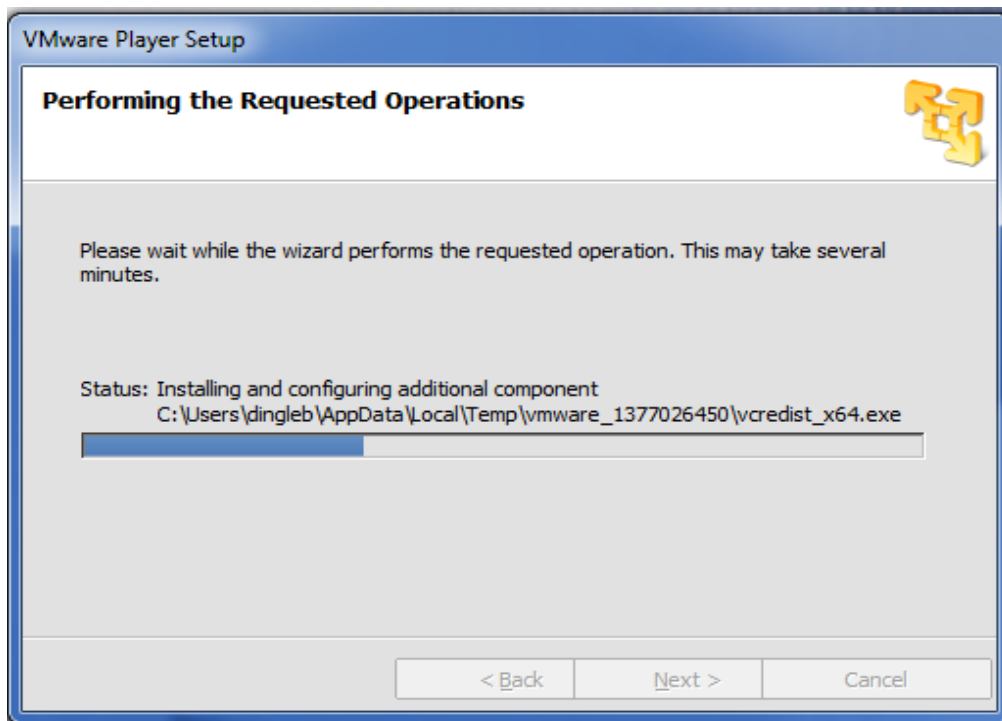 VMware Player Setup
Performing the Requested Operations
Please wait while the wizard performs the requested operation. This may take several
minutes.
Status: Installing and configuring additional component
C:\Users\dingleb\AppData\Local\Temp\vmware_1377026450\vcredist_x64.exe
< Back
Next >
Cancel